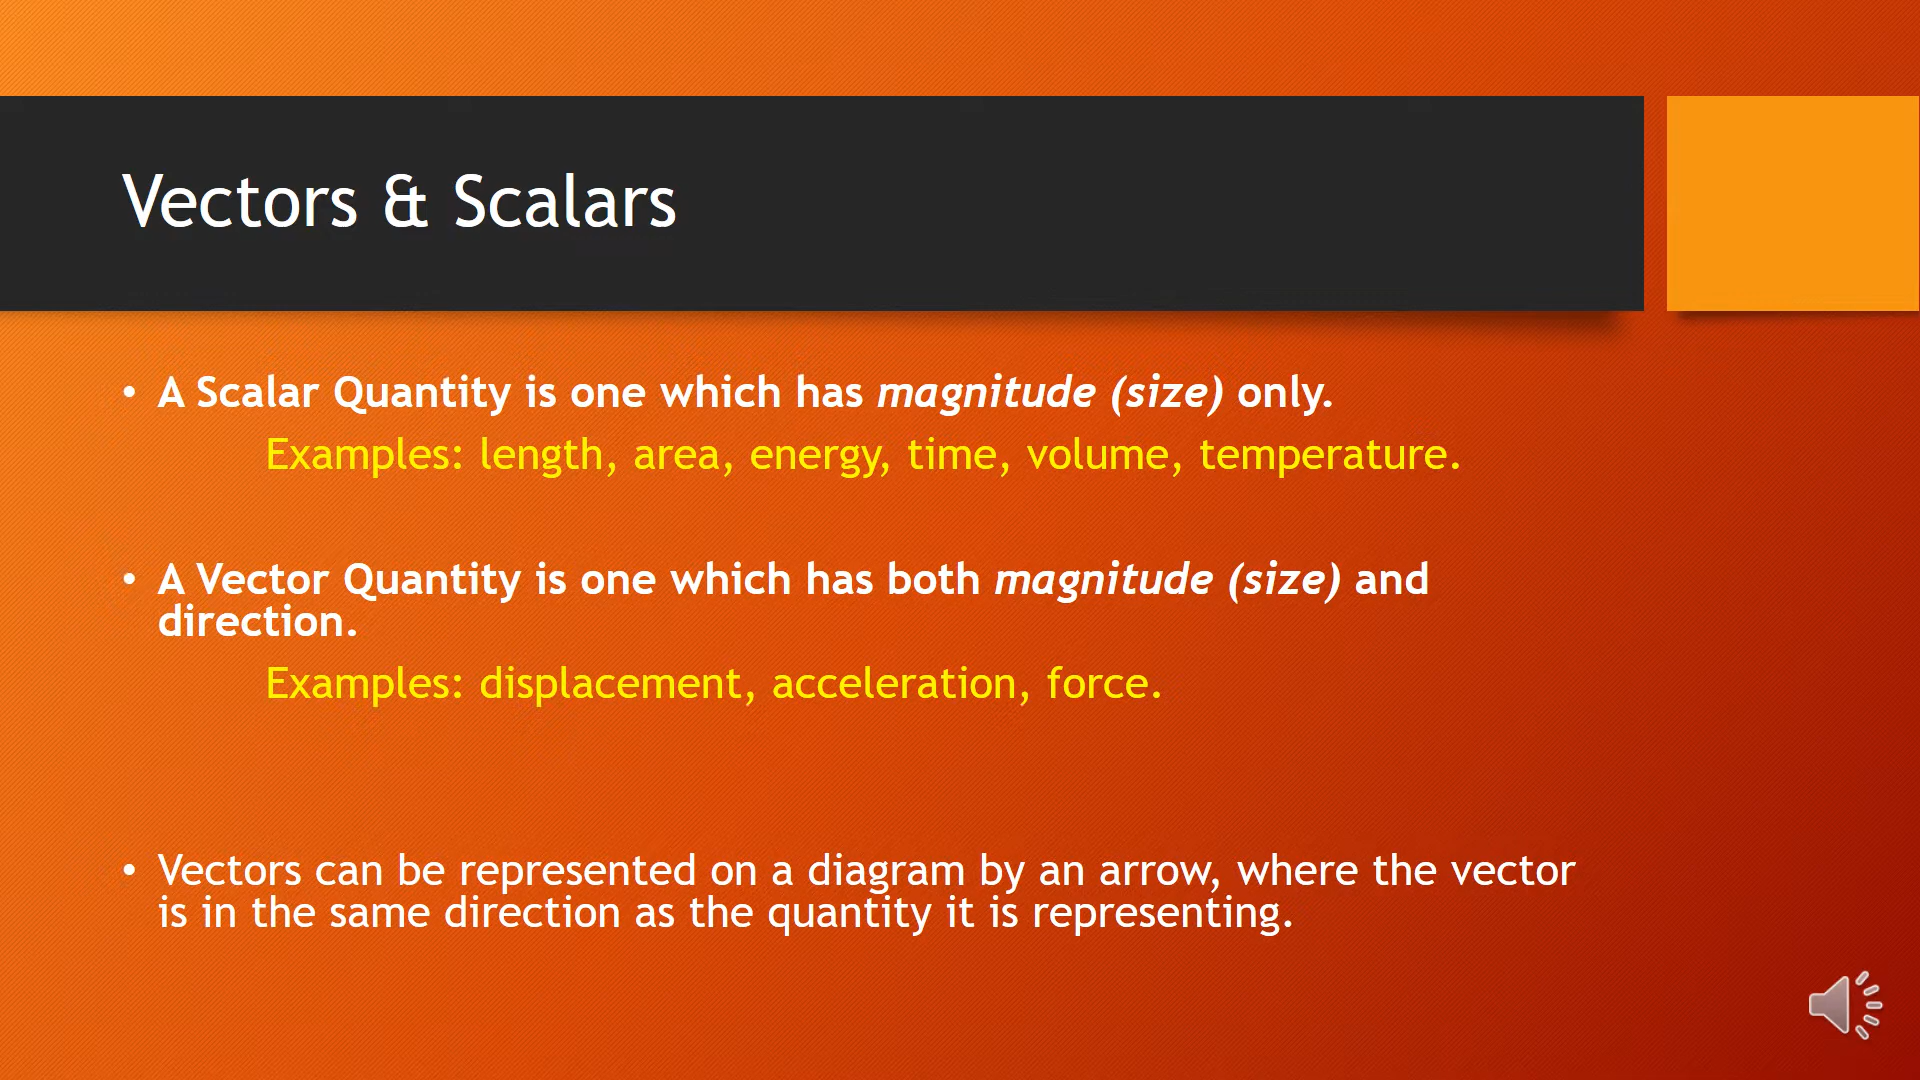 Vectors & Scalars
• A Scalar Quantity is one which has magnitude (size) only.
Examples: length, area, energy, time, volume, temperature.
• A Vector Quantity is one which has both magnitude (size) and
direction.
Examples: displacement, acceleration, force.
• Vectors can be represented on a diagram by an arrow, where the vector
is in the same direction as the quantity it is representing.